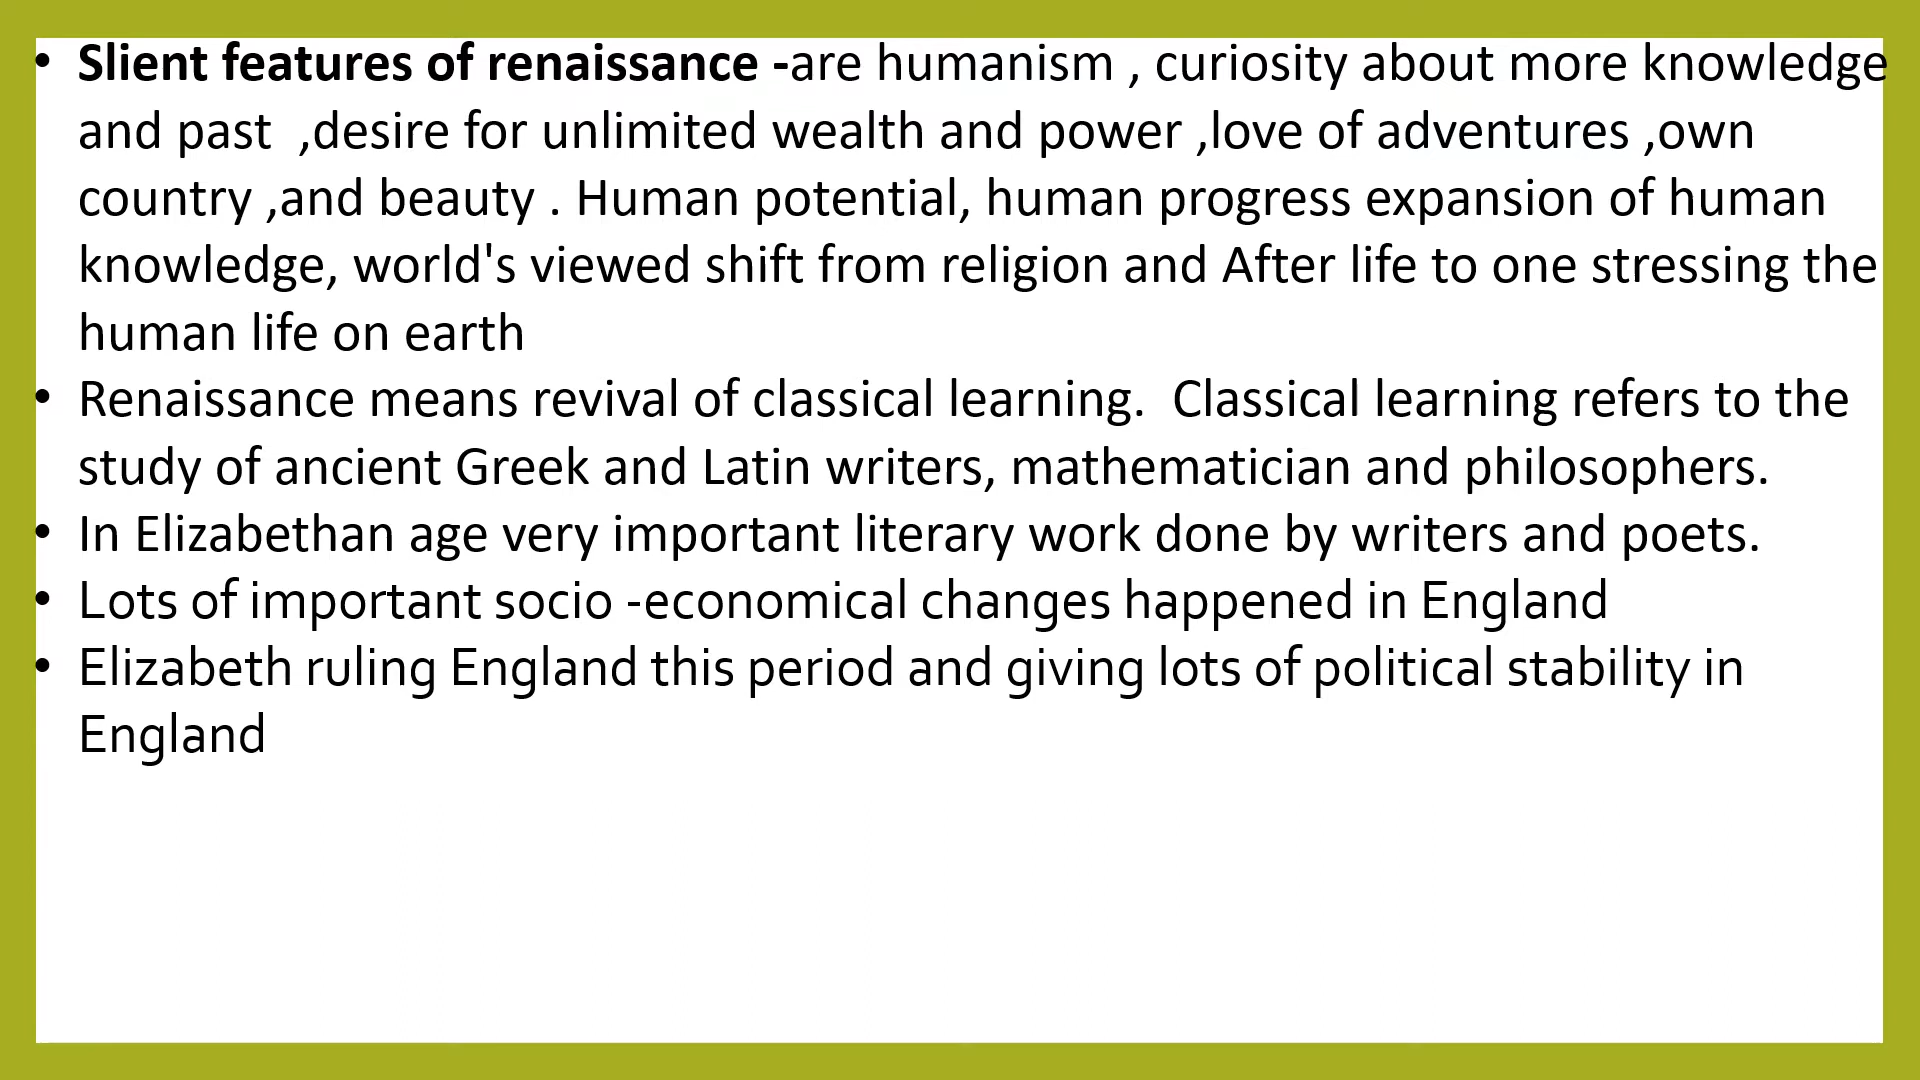 • Slient features of renaissance -are humanism , curiosity about more knowledge
and past  ,desire for unlimited wealth and power ,love of adventures ,own
country ,and beauty . Human potential, human progress expansion of human
knowledge, world's viewed shift from religion and After life to one stressing the
human life on earth
• Renaissance means revival of classical learning.  Classical learning refers to the
study of ancient Greek and Latin writers, mathematician and philosophers.
• In Elizabethan age very important literary work done by writers and poets.
• Lots of important socio -economical changes happened in England
• Elizabeth ruling England this period and giving lots of political stability in
England